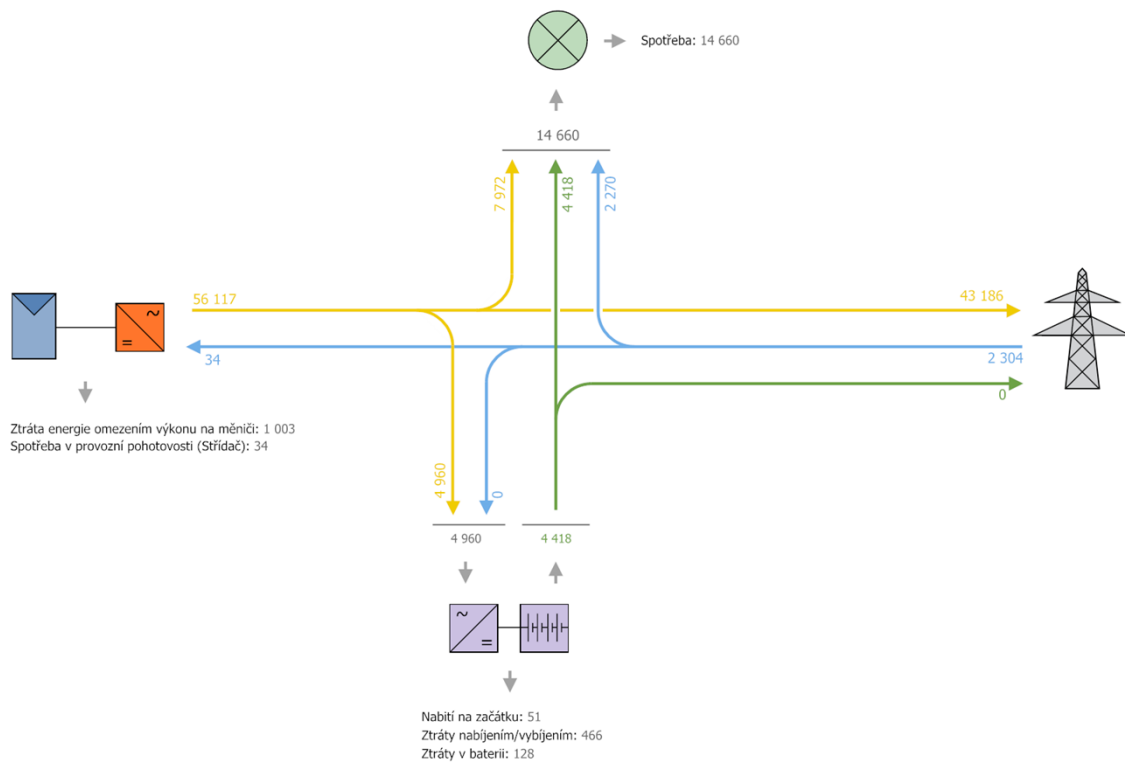 Spotřeba: 14 660
14 660
7 972
4 418
2 270
56 117
43 186
34
2 304
0
Ztráta energie omezením výkonu na měniči: 1 003
Spotřeba v provozní pohotovosti (Střídač): 34
4 960
0
4 960
4 418
~
=
~
=
Nabití na začátku: 51
Ztráty nabíjením/vybíjením: 466
Ztráty v baterii: 128